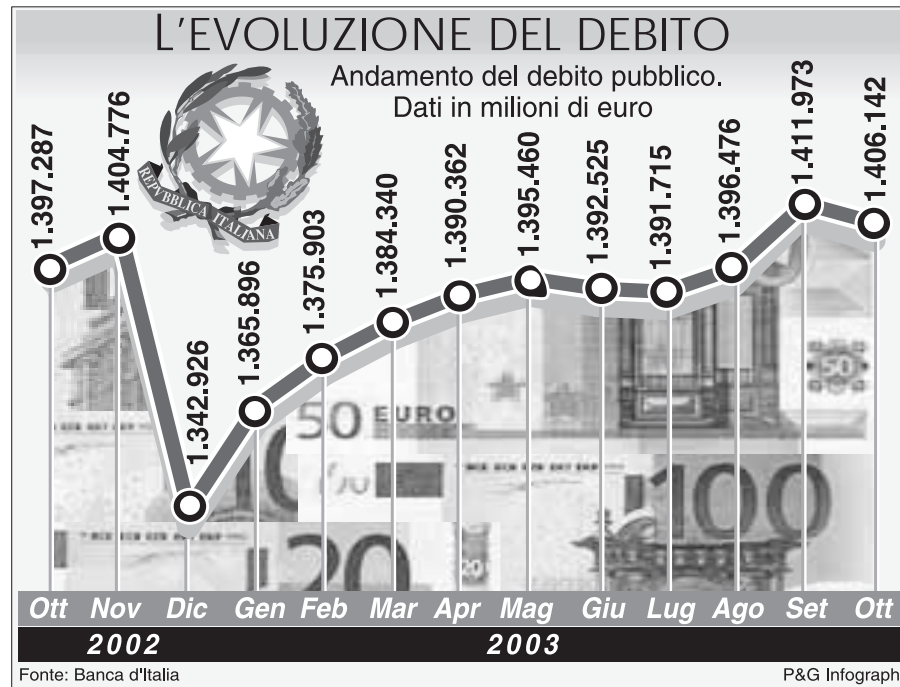 L'EVOLUZIONE DEL DEBITO
Andamento del debito pubblico.
Dati in milioni di euro
REPVBBLICA ITALIANA
1.397.287
1.404.776
1.342.926
1.365.896
1.375.903
1.384.340
1.390.362
1.395.460
1.392.525
1.391.715
1.396.476
1.411.973
1.406.142
50 EURO
50
100
20
20
Ott Nov Dic Gen Feb Mar Apr Mag Giu Lug Ago Set Ott
2002 2003
Fonte: Banca d'Italia
P&G Infograph